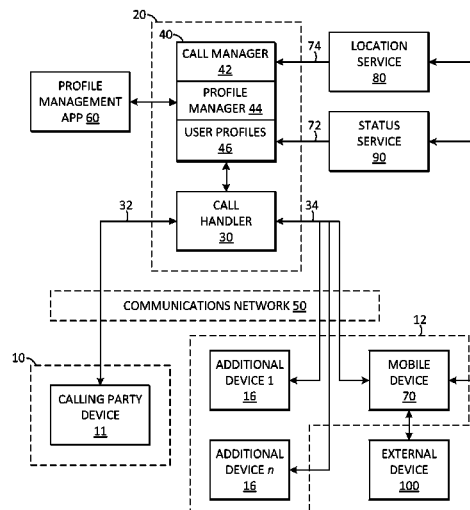 20
40
CALL MANAGER
42
74
LOCATION
SERVICE
80
PROFILE
MANAGEMENT
APP 60
PROFILE
MANAGER 44
USER PROFILES
46
72
STATUS
SERVICE
90
32
CALL
HANDLER
30
34
COMMUNICATIONS NETWORK 50
12
10
CALLING PARTY
DEVICE
11
ADDITIONAL
DEVICE 1
16
MOBILE
DEVICE
70
ADDITIONAL
DEVICE n
16
EXTERNAL
DEVICE
100